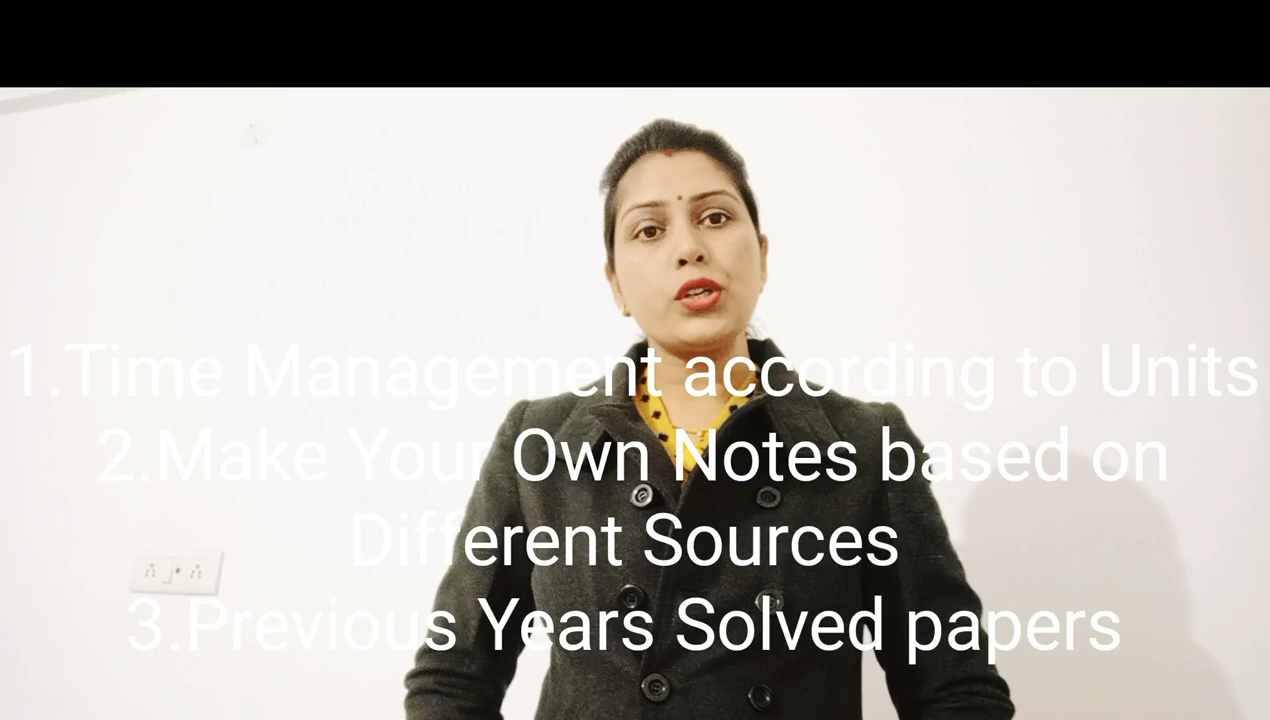 1.Time Management according to Units
2.Make Your Own Notes based on
Different Sources
3.Previous Years Solved papers